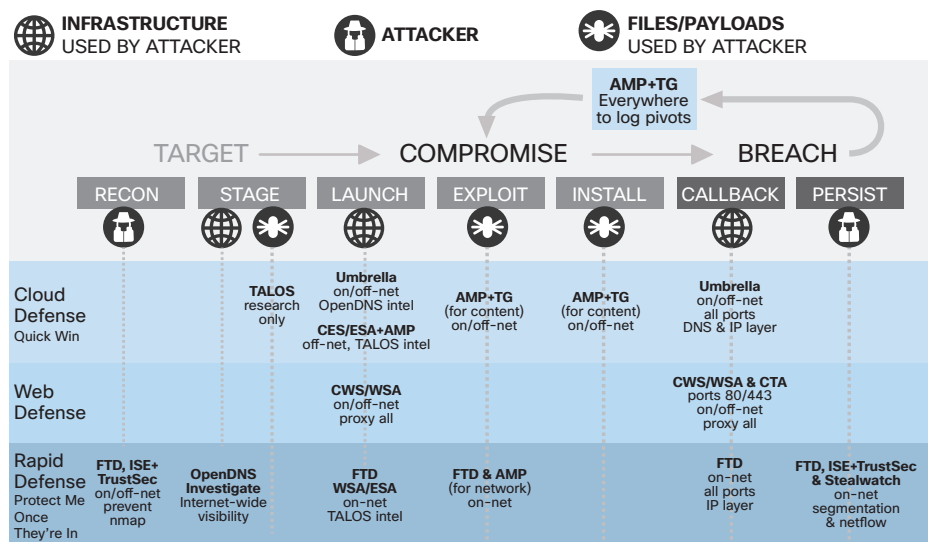 INFRASTRUCTURE
USED BY ATTACKER
ATTACKER
FILES/PAYLOADS
USED BY ATTACKER
AMP+TG
Everywhere
to log pivots
TARGET
COMPROMISE
BREACH
RECON
STAGE
LAUNCH
EXPLOIT
INSTALL
CALLBACK
PERSIST
Cloud
Defense
Quick Win
TALOS
research
only
Umbrella
on/off-net
OpenDNS intel
CES/ESA+AMP
off-net, TALOS intel
AMP+TG
(for content)
on/off-net
AMP+TG
(for content)
on/off-net
Umbrella
on/off-net
all ports
DNS & IP layer
Web
Defense
CWS/WSA
on/off-net
proxy all
CWS/WSA & CTA
ports 80/443
on/off-net
proxy all
Rapid
Defense
Protect Me
Once
They're In
FTD, ISE+
TrustSec
on/off-net
prevent
nmap
OpenDNS
Investigate
Internet-wide
visibility
FTD
WSA/ESA
on-net
TALOS intel
FTD & AMP
(for network)
on-net
FTD
on-net
all ports
IP layer
FTD, ISE+TrustSec
& Stealwatch
on-net
segmentation
& netflow